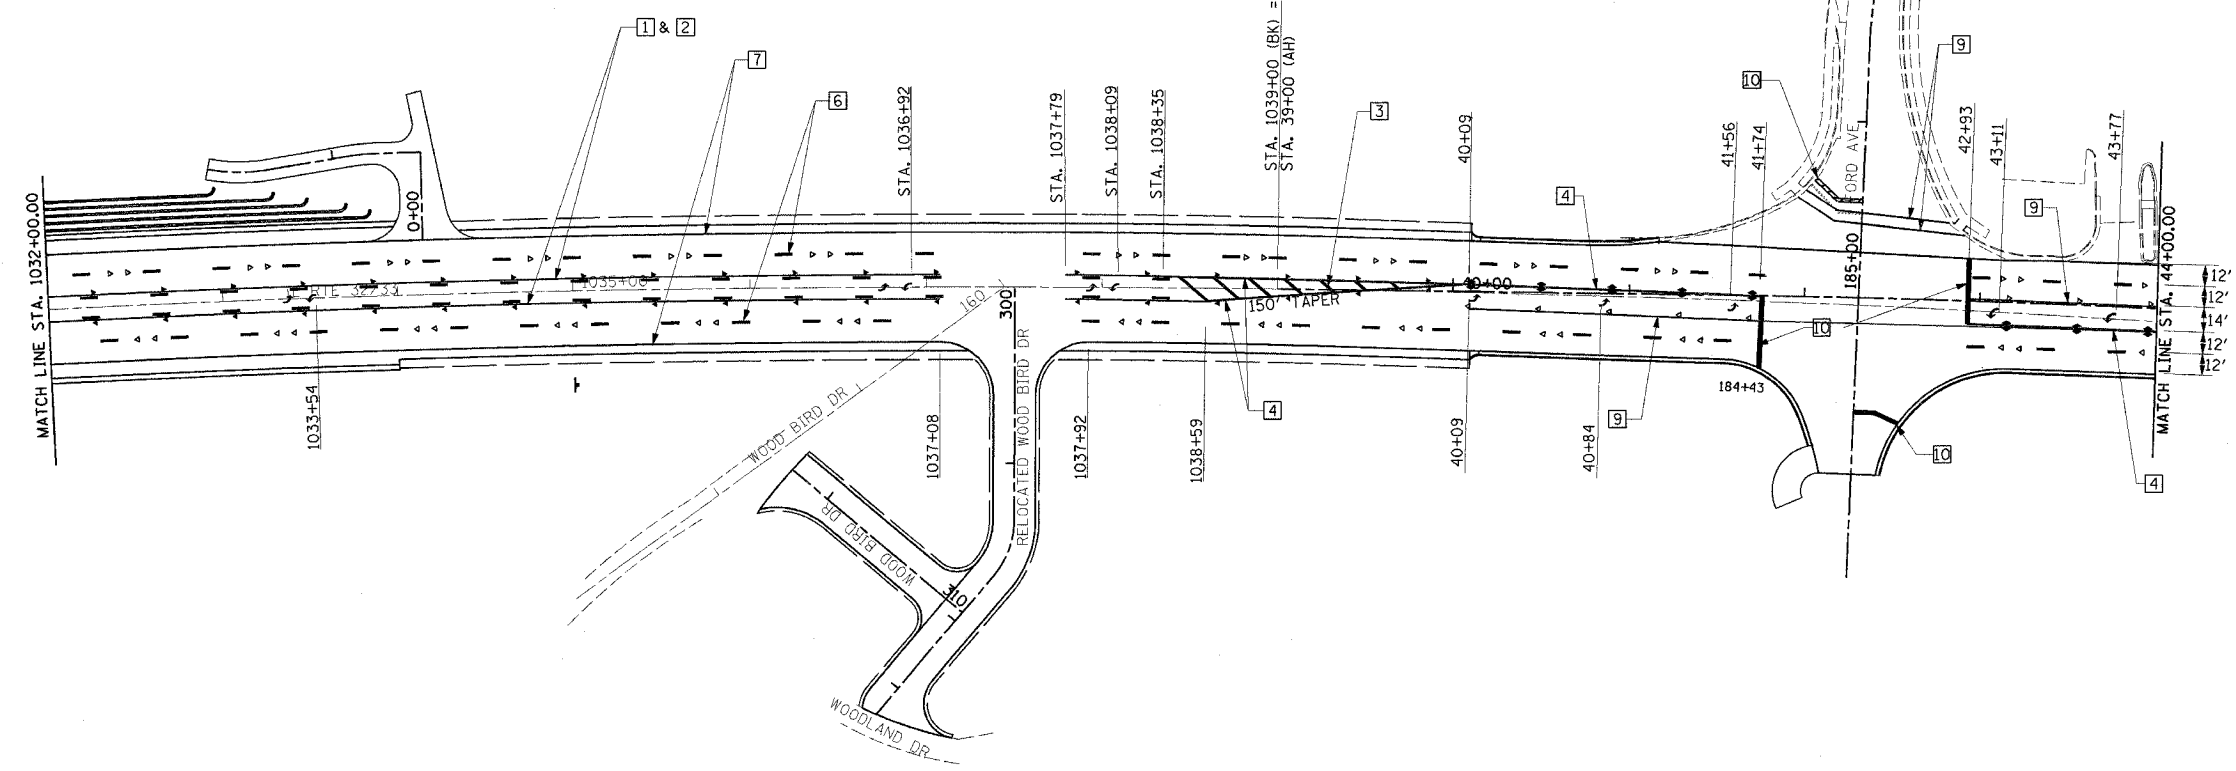 1 & 2
7
6
STA. 1036+92
STA. 1037+79
STA. 1038+09
STA. 1038+35
STA. 1039+00 (BK) =
STA. 39+00 (AH)
3
40+09
4
41+56
41+74
10
FORD AVE
9
42+93
43+11
43+77
9
MATCH LINE STA. 1032+00.00
0+00
RTE 32733
1035+00
160
300
150' TAPER
40+00
185+00
10
12'
12'
14'
12'
12'
MATCH LINE STA. 44+00.00
1033+54
WOOD BIRD DR
1037+08
RELOCATED WOOD BIRD DR
1037+92
1038+59
4
40+09
9
40+84
184+43
10
4
WOOD BIRD DR
310
WOODLAND DR